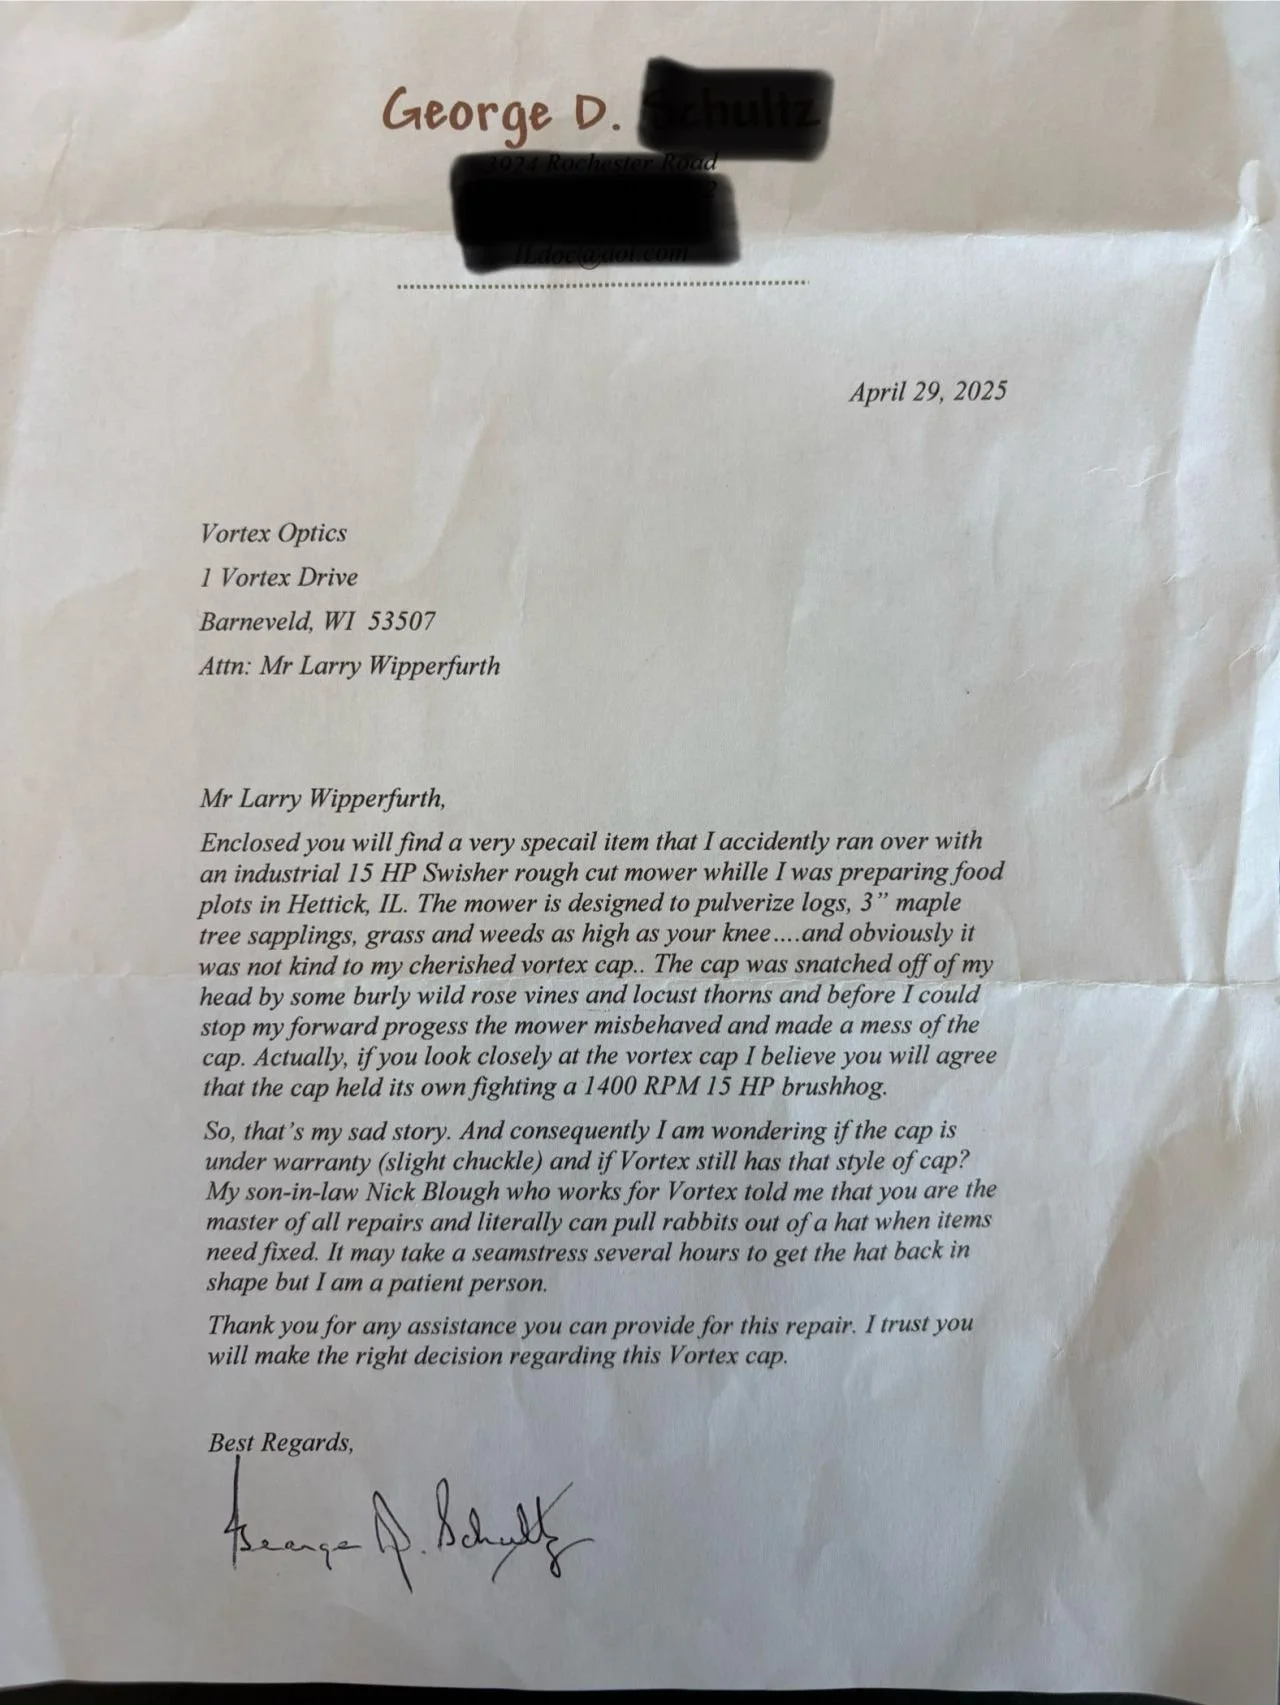 George D.
April 29, 2025
Vortex Optics
1 Vortex Drive
Barneveld, WI  53507
Attn: Mr Larry Wipperfurth
Mr Larry Wipperfurth,
Enclosed you will find a very specail item that I accidently ran over with
an industrial 15 HP Swisher rough cut mower whille I was preparing food
plots in Hettick, IL. The mower is designed to pulverize logs, 3” maple
tree sapplings, grass and weeds as high as your knee....and obviously it
was not kind to my cherished vortex cap.. The cap was snatched off of my
head by some burly wild rose vines and locust thorns and before I could
stop my forward progess the mower misbehaved and made a mess of the
cap. Actually, if you look closely at the vortex cap I believe you will agree
that the cap held its own fighting a 1400 RPM 15 HP brushhog.
So, that’s my sad story. And consequently I am wondering if the cap is
under warranty (slight chuckle) and if Vortex still has that style of cap?
My son-in-law Nick Blough who works for Vortex told me that you are the
master of all repairs and literally can pull rabbits out of a hat when items
need fixed. It may take a seamstress several hours to get the hat back in
shape but I am a patient person.
Thank you for any assistance you can provide for this repair. I trust you
will make the right decision regarding this Vortex cap.
Best Regards,
George D. Schultz